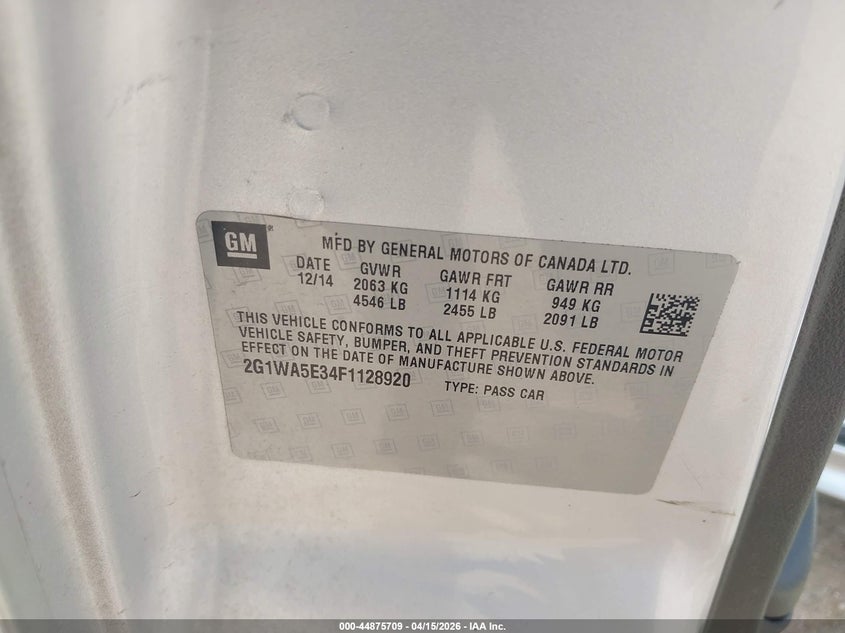 GM
MFD BY GENERAL MOTORS OF CANADA LTD.
DATE GVWR GAWR FRT GAWR RR
12/14 2063 KG 1114 KG 949 KG
4546 LB 2455 LB 2091 LB
THIS VEHICLE CONFORMS TO ALL APPLICABLE U.S. FEDERAL MOTOR
VEHICLE SAFETY, BUMPER, AND THEFT PREVENTION STANDARDS IN
EFFECT ON THE DATE OF MANUFACTURE SHOWN ABOVE.
2G1WA5E34F1128920 TYPE: PASS CAR
000-44875709 - 04/15/2026 - IAA Inc.